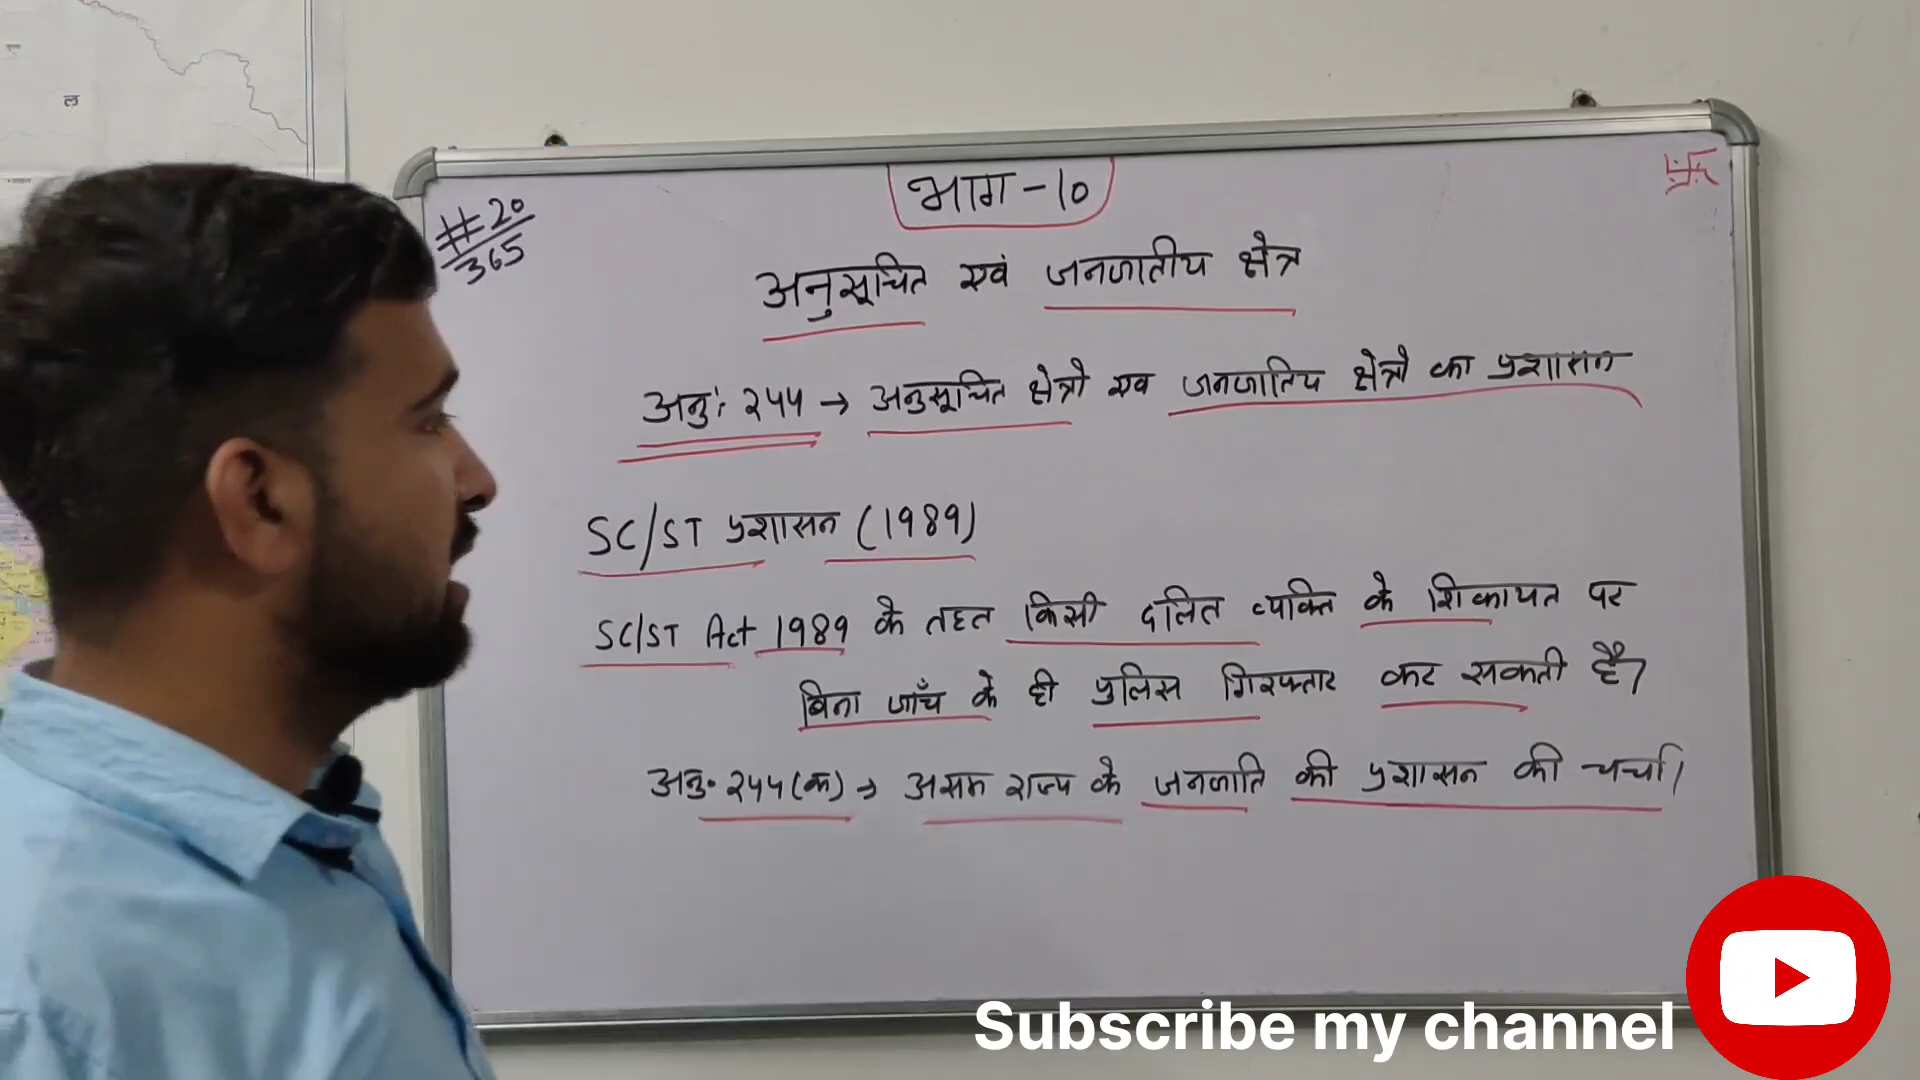 #20
365
भाग-10
अनुसूचित एवं जनजातीय क्षेत्र
अनुः २४४ → अनुसूचित क्षेत्रो एव जनजातिय क्षेत्रो का प्रशासन
SC/ST प्रशासन (1989)
SC/ST Act 1989 के तहत किसी दलित व्यक्ति के शिकायत पर
बिना जाँच के ही पुलिस गिरफ्तार कर सकती है।
अनु॰ २४४(क) → असम राज्य के जनजाति की प्रशासन की चर्चा।
ल
Subscribe my channel